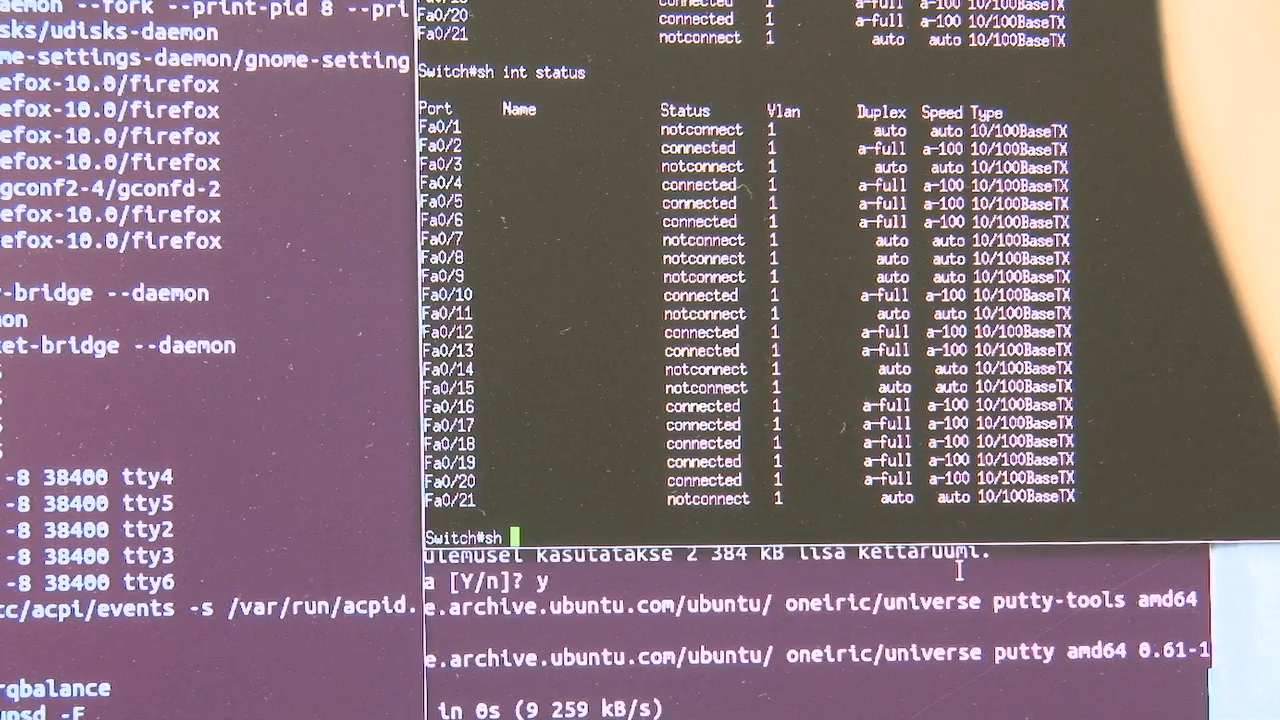 aemon --fork --print-pid 8 --pri
sks/udisks-daemon
me-settings-daemon/gnome-setting
efox-10.0/firefox
efox-10.0/firefox
efox-10.0/firefox
efox-10.0/firefox
gconf2-4/gconfd-2
efox-10.0/firefox
efox-10.0/firefox
-bridge --daemon
on
et-bridge --daemon
-8 38400 tty4
-8 38400 tty5
-8 38400 tty2
-8 38400 tty3
-8 38400 tty6
tc/acpi/events -s /var/run/acpid.
rqbalance
upsd -F
connected 1 a-full a-100 10/100BaseTX
Fa0/20 connected 1 a-full a-100 10/100BaseTX
Fa0/21 notconnect 1 auto auto 10/100BaseTX
Switch#sh int status
Port Name Status Vlan Duplex Speed Type
Fa0/1 notconnect 1 auto auto 10/100BaseTX
Fa0/2 connected 1 a-full a-100 10/100BaseTX
Fa0/3 notconnect 1 auto auto 10/100BaseTX
Fa0/4 connected 1 a-full a-100 10/100BaseTX
Fa0/5 connected 1 a-full a-100 10/100BaseTX
Fa0/6 connected 1 a-full a-100 10/100BaseTX
Fa0/7 notconnect 1 auto auto 10/100BaseTX
Fa0/8 notconnect 1 auto auto 10/100BaseTX
Fa0/9 notconnect 1 auto auto 10/100BaseTX
Fa0/10 connected 1 a-full a-100 10/100BaseTX
Fa0/11 notconnect 1 auto auto 10/100BaseTX
Fa0/12 connected 1 a-full a-100 10/100BaseTX
Fa0/13 connected 1 a-full a-100 10/100BaseTX
Fa0/14 notconnect 1 auto auto 10/100BaseTX
Fa0/15 notconnect 1 auto auto 10/100BaseTX
Fa0/16 connected 1 a-full a-100 10/100BaseTX
Fa0/17 connected 1 a-full a-100 10/100BaseTX
Fa0/18 connected 1 a-full a-100 10/100BaseTX
Fa0/19 connected 1 a-full a-100 10/100BaseTX
Fa0/20 connected 1 a-full a-100 10/100BaseTX
Fa0/21 notconnect 1 auto auto 10/100BaseTX
Switch#sh
ulemusel kasutatakse 2 384 kB lisa kettaruumi.
a [Y/n]? y
e.archive.ubuntu.com/ubuntu/ oneiric/universe putty-tools amd64
e.archive.ubuntu.com/ubuntu/ oneiric/universe putty amd64 0.61-1
in 0s (9 259 kB/s)